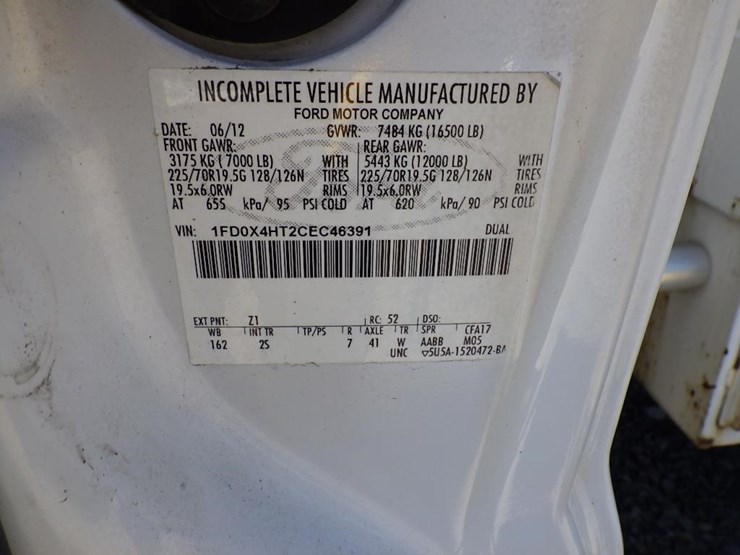 INCOMPLETE VEHICLE MANUFACTURED BY
FORD MOTOR COMPANY
DATE: 06/12 GVWR: 7484 KG (16500 LB)
FRONT GAWR: REAR GAWR:
3175 KG ( 7000 LB) WITH 5443 KG (12000 LB) WITH
225/70R19.5G 128/126N TIRES 225/70R19.5G 128/126N TIRES
19.5x6.0RW RIMS 19.5x6.0RW RIMS
AT 655 kPa/ 95 PSI COLD AT 620 kPa/ 90 PSI COLD
VIN: 1FD0X4HT2CEC46391 DUAL
EXT PNT: Z1 RC: 52 DSO:
WB INT TR TP/PS R AXLE TR SPR CFA17
162 2S 7 41 W AABB M05
UNC ▽5U5A-1520472-BA